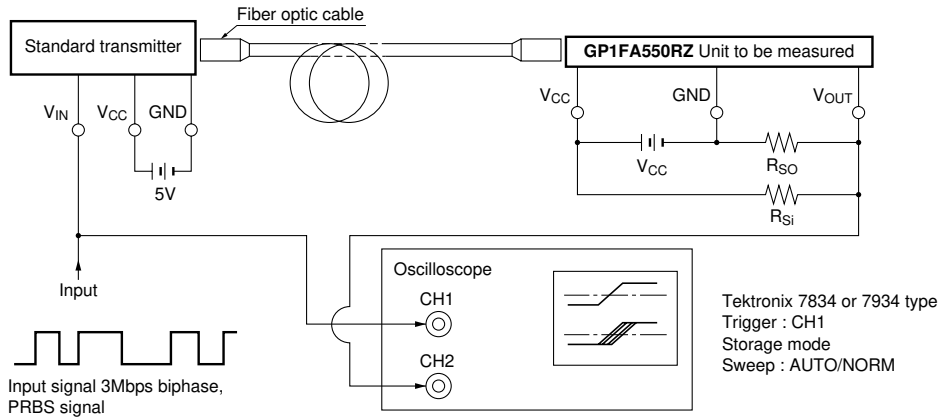 Fiber optic cable
Standard transmitter
GP1FA550RZ Unit to be measured
VIN
VCC
GND
VCC
GND
VOUT
5V
VCC
RSO
RSi
Input
Oscilloscope
CH1
CH2
Tektronix 7834 or 7934 type
Trigger : CH1
Storage mode
Sweep : AUTO/NORM
Input signal 3Mbps biphase,
PRBS signal